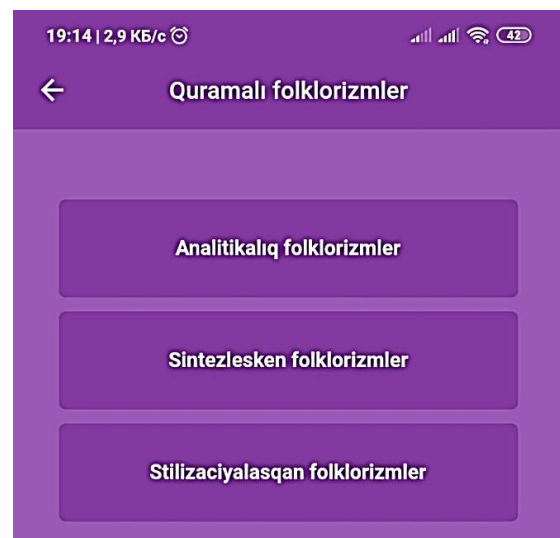 19:14 | 2,9 КБ/с
42
Quramalı folklorizmler
Analitikalıq folklorizmler
Sintezlesken folklorizmler
Stilizaciyalasqan folklorizmler